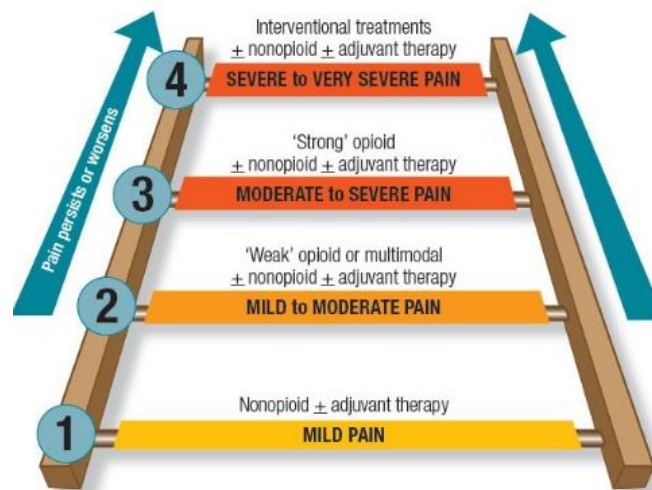 Interventional treatments
± nonopioid ± adjuvant therapy
4
SEVERE to VERY SEVERE PAIN
Pain persists or worsens
'Strong' opioid
± nonopioid ± adjuvant therapy
3
MODERATE to SEVERE PAIN
'Weak' opioid or multimodal
± nonopioid ± adjuvant therapy
2
MILD to MODERATE PAIN
Nonopioid ± adjuvant therapy
1
MILD PAIN